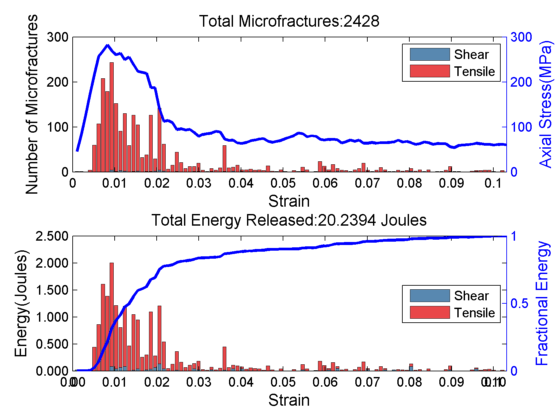 Total Microfractures:2428
300
200
100
0
Number of Microfractures
300
200
100
0
Axial Stress(MPa)
Shear
Tensile
0 0.01 0.02 0.03 0.04 0.05 0.06 0.07 0.08 0.09 0.1
Strain
Total Energy Released:20.2394 Joules
2.500
2.000
1.500
1.000
0.500
0.000
Energy(Joules)
1
0.5
0
Fractional Energy
Shear
Tensile
0.01 0.02 0.03 0.04 0.05 0.06 0.07 0.08 0.09
Strain